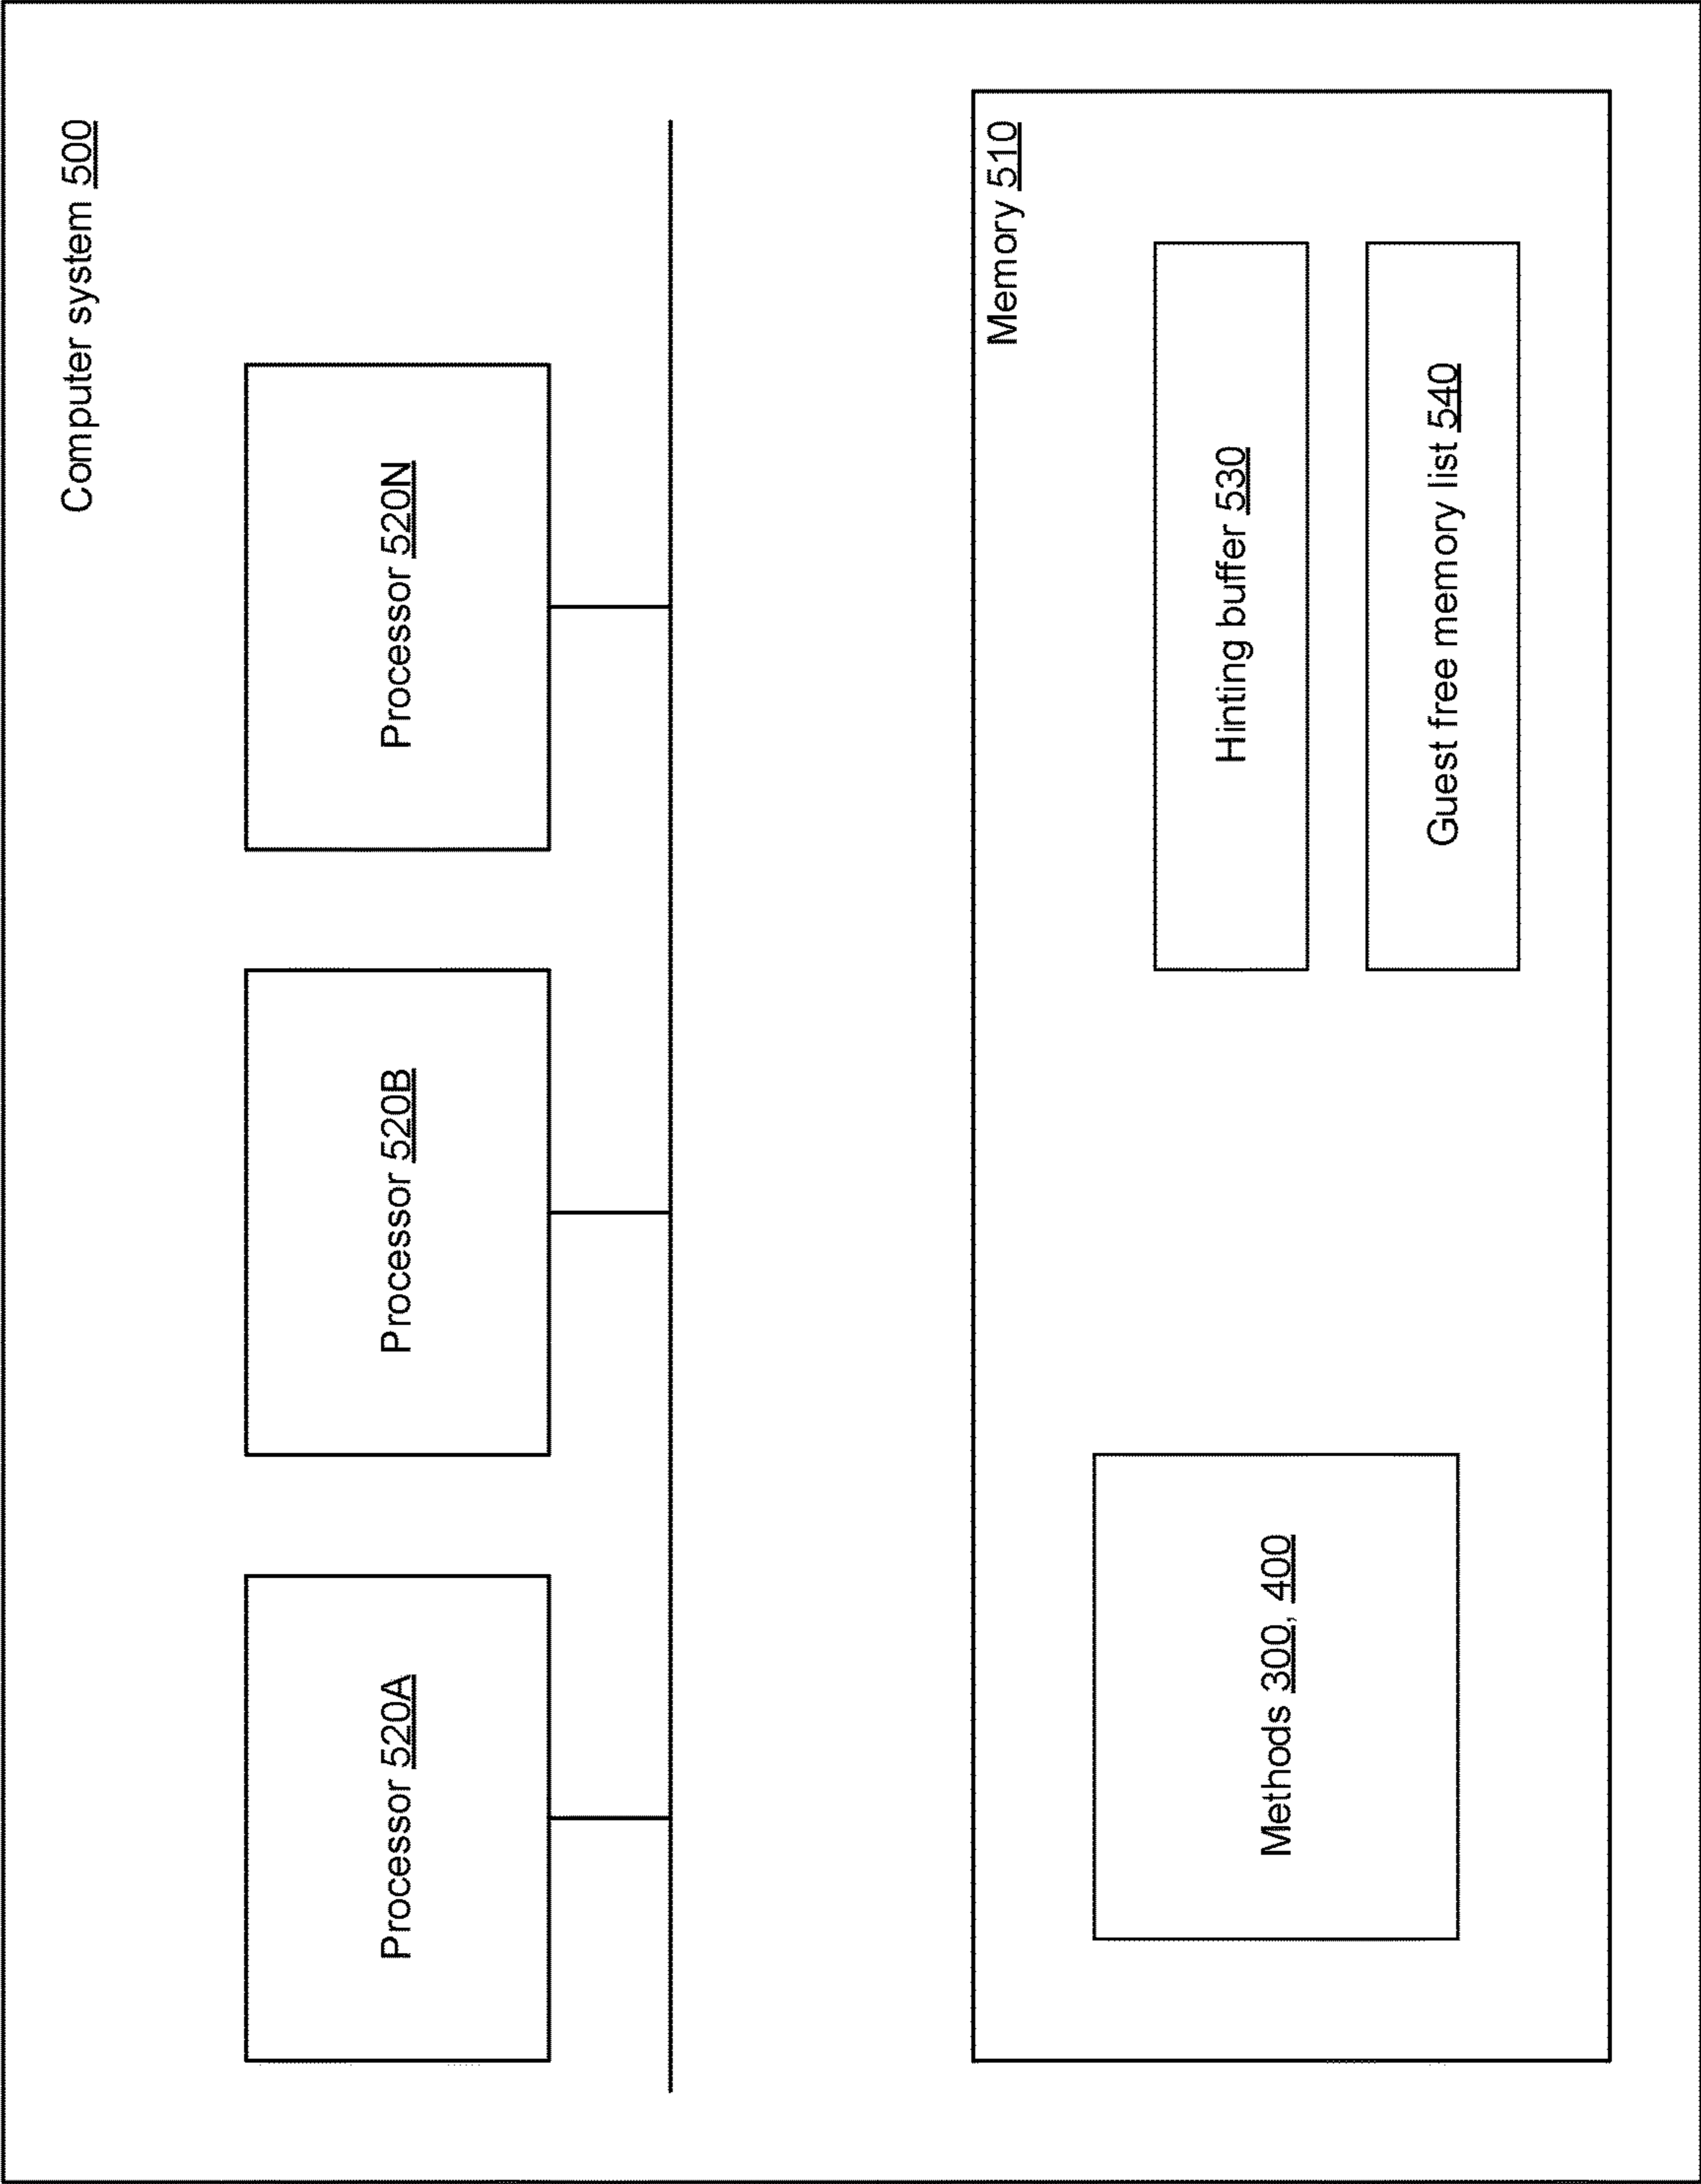 Computer system 500
Processor 520A
Processor 520B
Processor 520N
Memory 510
Methods 300, 400
Hinting buffer 530
Guest free memory list 540